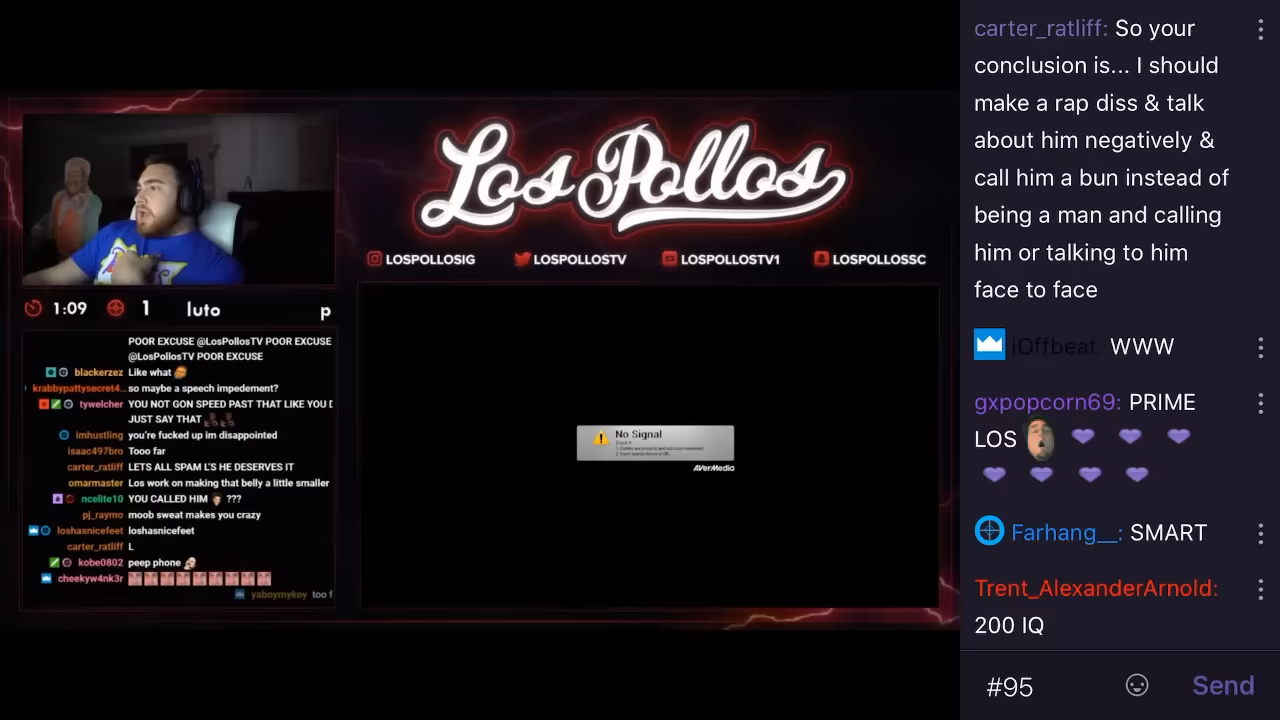 Los Pollos
LOSPOLLOSIG
LOSPOLLOSTV
LOSPOLLOSTV1
LOSPOLLOSSC
1:09
1
luto
p
POOR EXCUSE @LosPollosTV POOR EXCUSE
@LosPollosTV POOR EXCUSE
blackerzez Like what
krabbypattysecret4... so maybe a speech impedement?
tywelcher YOU NOT GON SPEED PAST THAT LIKE YOU D
JUST SAY THAT
imhustling you're fucked up im disappointed
isaac497bro Tooo far
carter_ratliff LETS ALL SPAM L'S HE DESERVES IT
omarmaster Los work on making that belly a little smaller
ncelite10 YOU CALLED HIM ???
pj_raymo moob sweat makes you crazy
loshasnicefeet loshasnicefeet
carter_ratliff L
kobe0802 peep phone
cheekyw4nk3r
yaboymykey too f
No Signal
AVerMedia
carter_ratliff: So your
conclusion is... I should
make a rap diss & talk
about him negatively &
call him a bun instead of
being a man and calling
him or talking to him
face to face
iOffbeat: WWW
gxpopcorn69: PRIME
LOS
Farhang__: SMART
Trent_AlexanderArnold:
200 IQ
#95
Send